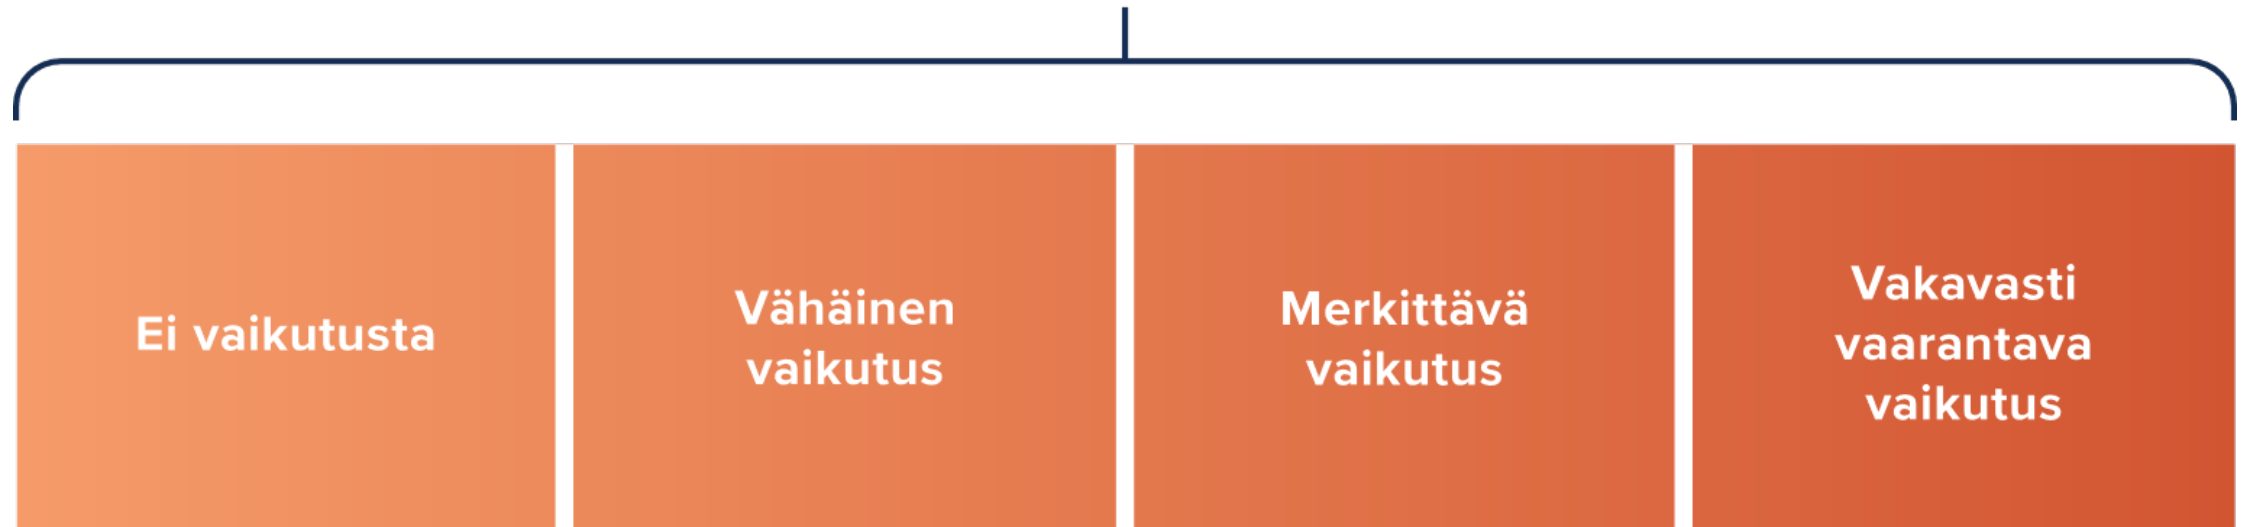 Ei vaikutusta
Vähäinen
vaikutus
Merkittävä
vaikutus
Vakavasti
vaarantava
vaikutus